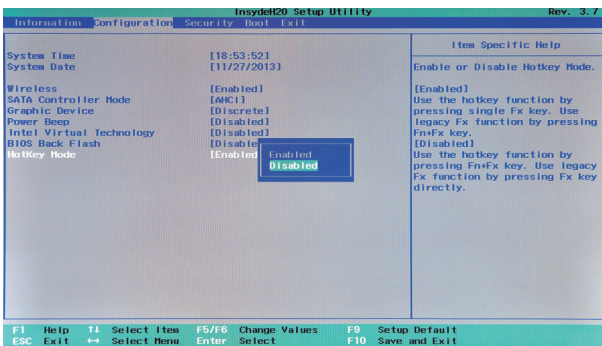 InsydeH20 Setup Utility Rev. 3.7
Information Configuration Security Boot Exit
Item Specific Help
System Time [18:53:52]
System Date [11/27/2013]
Enable or Disable Hotkey Mode.
Wireless [Enabled]
SATA Controller Mode [AHCI]
Graphic Device [Discrete]
Power Beep [Disabled]
Intel Virtual Technology [Disabled]
BIOS Back Flash [Disable
HotKey Mode [Enabled
Enabled
Disabled
[Enabled]
Use the hotkey function by
pressing single Fx key. Use
legacy Fx function by pressing
Fn+Fx key.
[Disabled]
Use the hotkey function by
pressing Fn+Fx key. Use legacy
Fx function by pressing Fx key
directly.
F1 Help ↑↓ Select Item F5/F6 Change Values F9 Setup Default
ESC Exit ↔ Select Menu Enter Select F10 Save and Exit